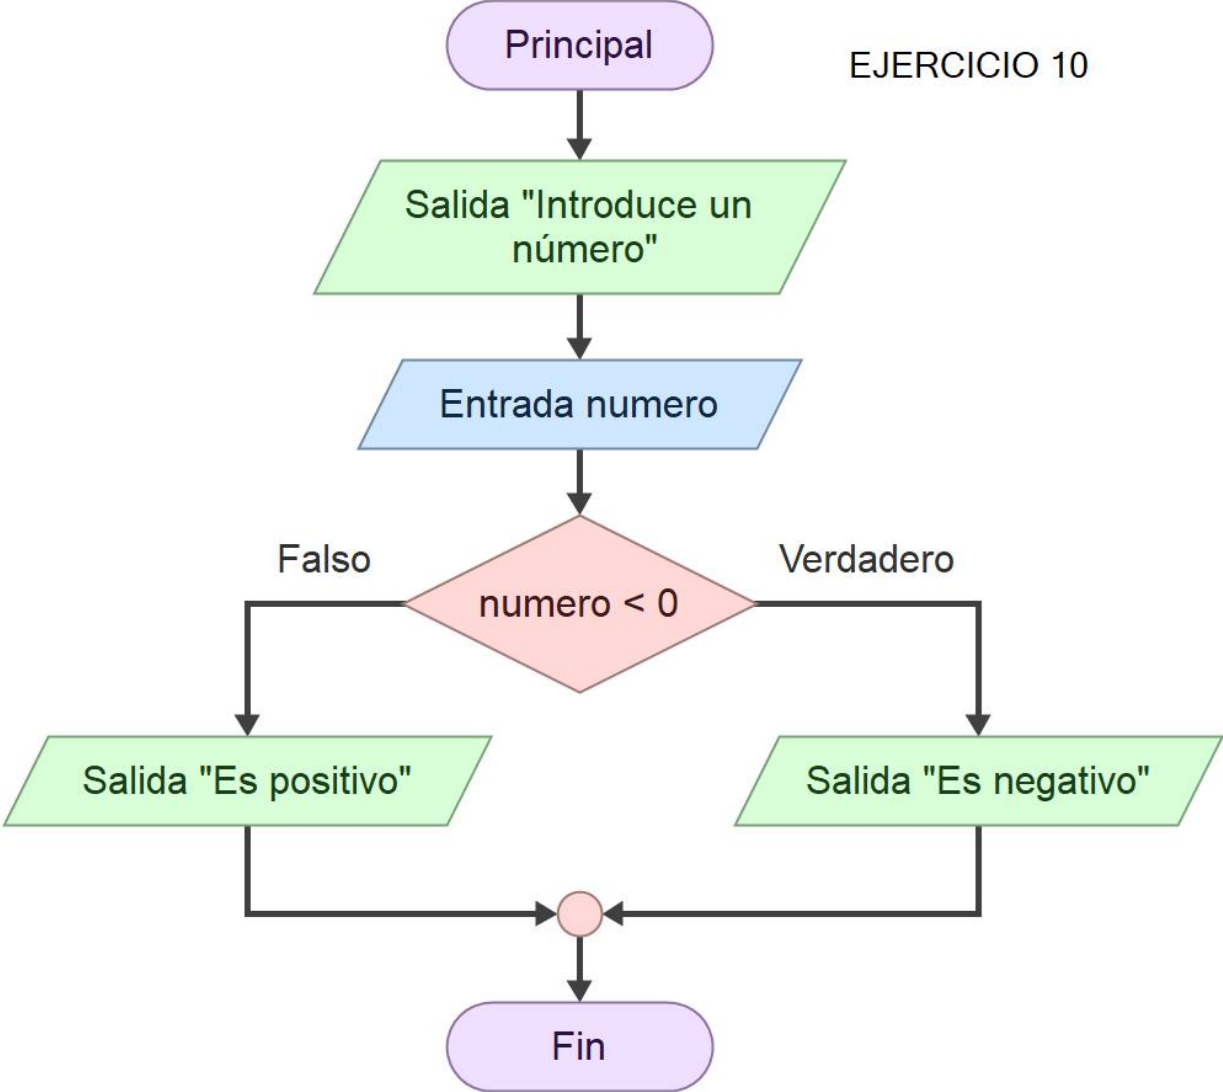 Principal
EJERCICIO 10
Salida "Introduce un
número"
Entrada numero
Falso
Verdadero
numero < 0
Salida "Es positivo"
Salida "Es negativo"
Fin